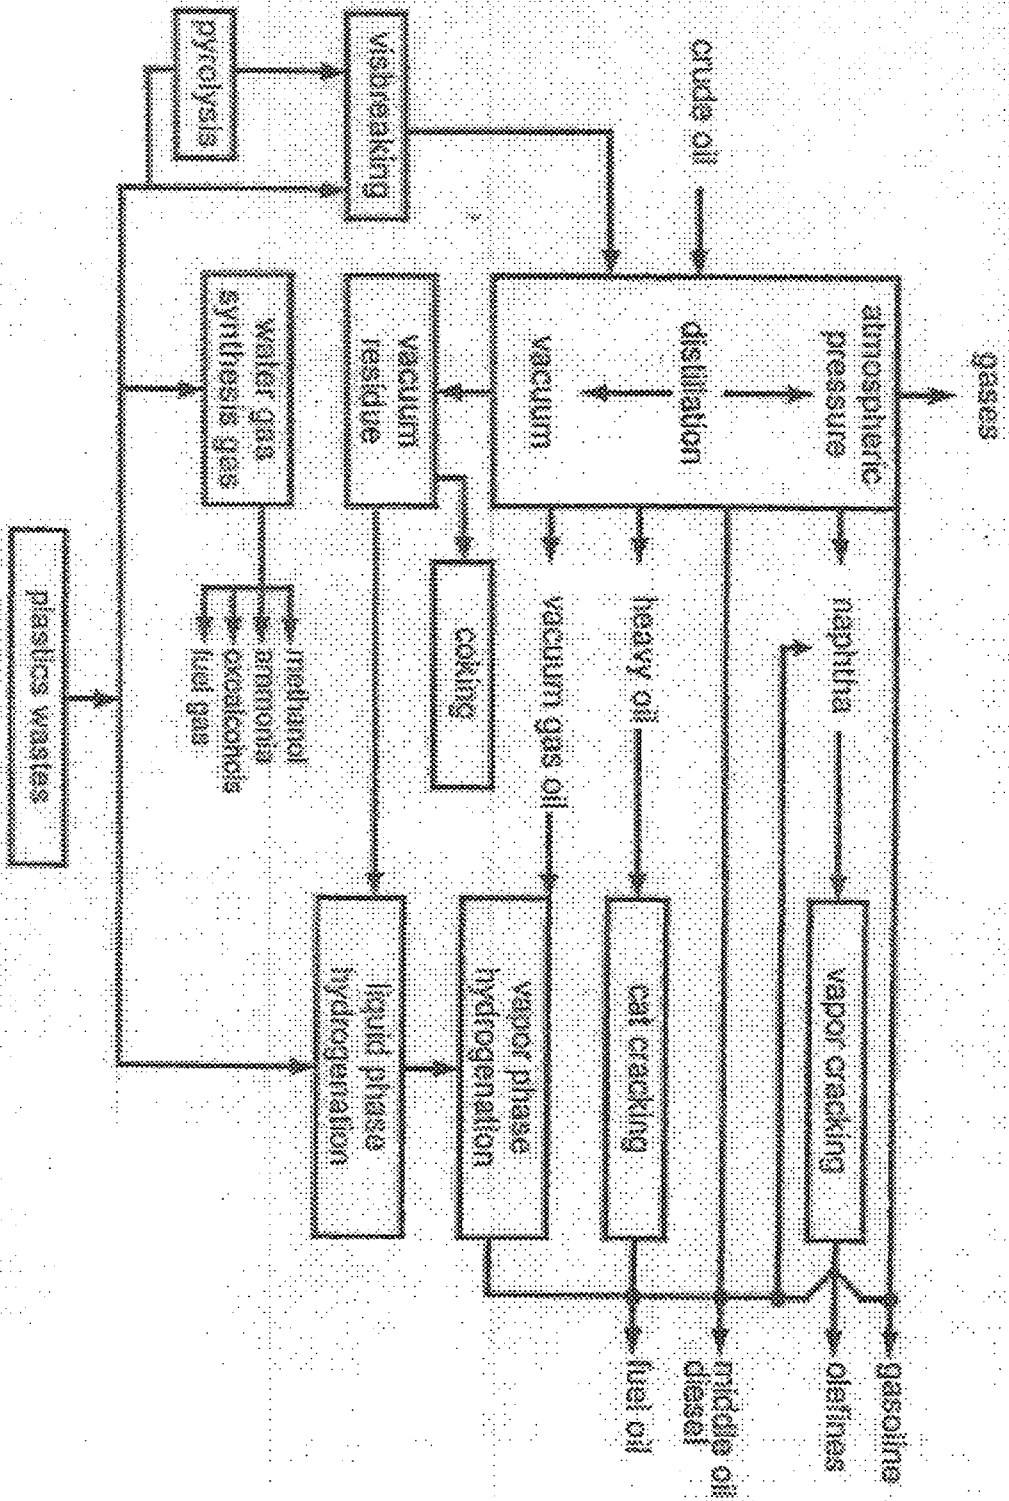 gases
atmospheric
pressure
crude oil
distillation
vacuum
naphtha
vapor cracking
gasoline
olefines
middle oil
diesel
heavy oil
cat cracking
fuel oil
vacuum gas oil
vapor phase
hydrogenation
coking
vacuum
residue
liquid phase
hydrogenation
visbreaking
pyrolysis
water gas
synthesis gas
methanol
ammonia
oxoalcohols
fuel gas
plastics wastes